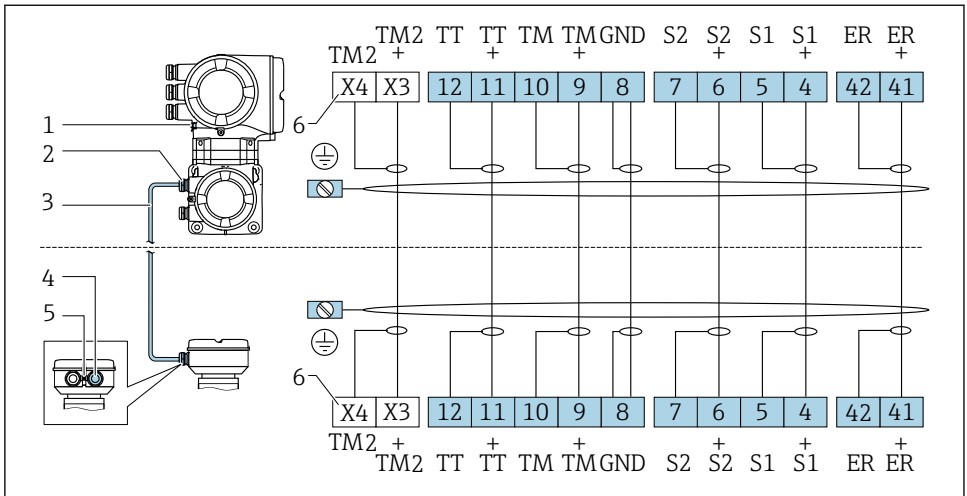 TM2 TT TT TM TM GND S2 S2 S1 S1 ER ER
TM2 + + + + + +
X4 X3 12 11 10 9 8 7 6 5 4 42 41
1
6
2
3
4
5
6
X4 X3 12 11 10 9 8 7 6 5 4 42 41
TM2 + + + + + +
TM2 TT TT TM TM GND S2 S2 S1 S1 ER ER